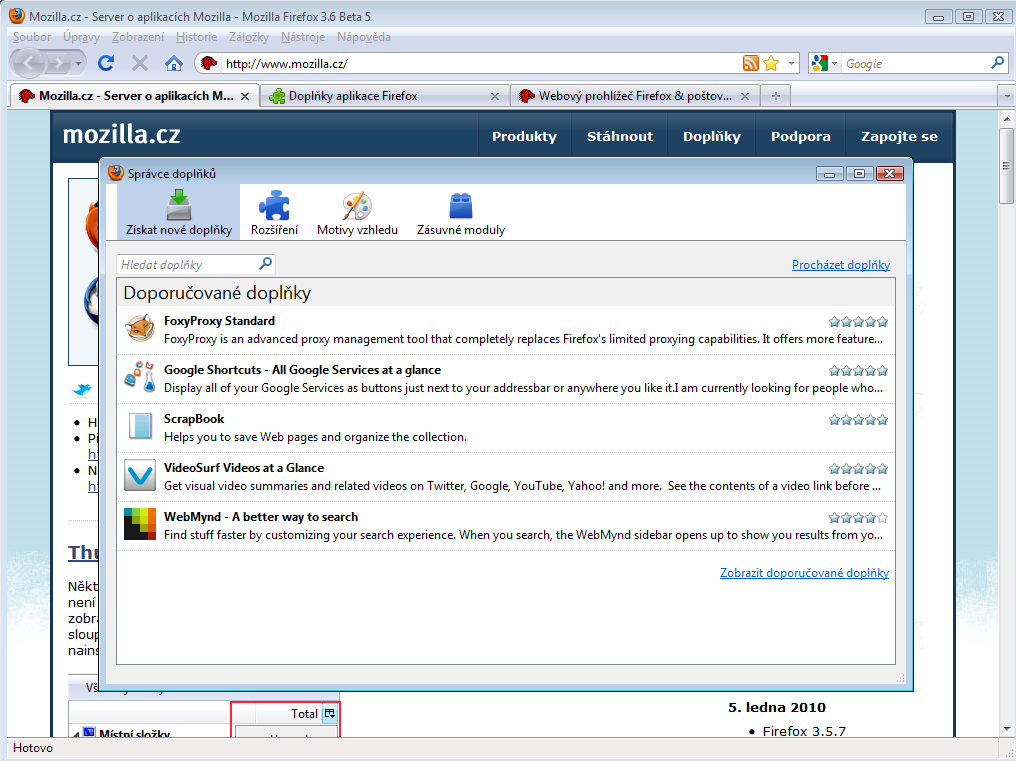 Mozilla.cz - Server o aplikacích Mozilla - Mozilla Firefox 3.6 Beta 5
Soubor Úpravy Zobrazení Historie Záložky Nástroje Nápověda
http://www.mozilla.cz/ Google
Mozilla.cz - Server o aplikacích M... Doplňky aplikace Firefox Webový prohlížeč Firefox & poštov...
mozilla.cz Produkty Stáhnout Doplňky Podpora Zapojte se
Správce doplňků
Získat nové doplňky Rozšíření Motivy vzhledu Zásuvné moduly
Hledat doplňky Procházet doplňky
Doporučované doplňky
FoxyProxy Standard
FoxyProxy is an advanced proxy management tool that completely replaces Firefox's limited proxying capabilities. It offers more feature...
Google Shortcuts - All Google Services at a glance
Display all of your Google Services as buttons just next to your addressbar or anywhere you like it.I am currently looking for people who...
ScrapBook
Helps you to save Web pages and organize the collection.
VideoSurf Videos at a Glance
Get visual video summaries and related videos on Twitter, Google, YouTube, Yahoo! and more. See the contents of a video link before ...
WebMynd - A better way to search
Find stuff faster by customizing your search experience. When you search, the WebMynd sidebar opens up to show you results from yo...
Zobrazit doporučované doplňky
Thu
Někt
není
zobra
sloup
nains
Total
Místní složky
5. ledna 2010
Firefox 3.5.7
Hotovo